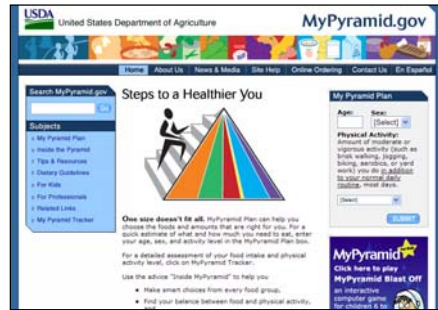 USDA
United States Department of Agriculture
MyPyramid.gov
Home
About Us
News & Media
Site Help
Online Ordering
Contact Us
En Español
Search MyPyramid.gov
Subjects
My Pyramid Plan
Inside the Pyramid
Tips & Resources
Dietary Guidelines
For Kids
For Professionals
Related Links
My Pyramid Tracker
Steps to a Healthier You
One size doesn't fit all. MyPyramid Plan can help you
choose the foods and amounts that are right for you. For a
quick estimate of what and how much you need to eat, enter
your age, sex, and activity level in the MyPyramid Plan box.
For a detailed assessment of your food intake and physical
activity level, click on MyPyramid Tracker.
Use the advice "Inside MyPyramid" to help you
• Make smart choices from every food group,
• Find your balance between food and physical activity,
and
My Pyramid Plan
Age: Sex:
[Select]
Physical Activity:
Amount of moderate or
vigorous activity (such as
brisk walking, jogging,
biking, aerobics, or yard
work) you do in addition
to your normal daily
routine, most days.
[Select]
SUBMIT
MyPyramid
Click here to play
MyPyramid Blast Off
an interactive
computer game
for children 6 to